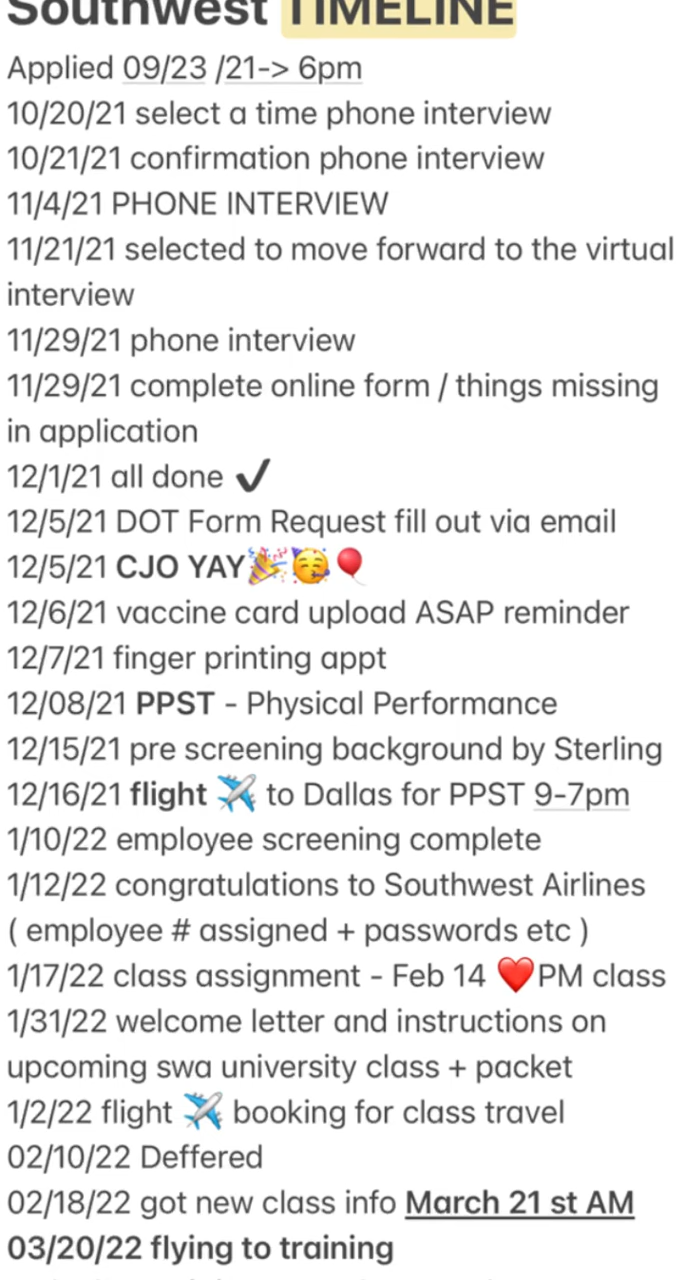 Southwest TIMELINE
Applied 09/23 /21-> 6pm
10/20/21 select a time phone interview
10/21/21 confirmation phone interview
11/4/21 PHONE INTERVIEW
11/21/21 selected to move forward to the virtual
interview
11/29/21 phone interview
11/29/21 complete online form / things missing
in application
12/1/21 all done ✔️
12/5/21 DOT Form Request fill out via email
12/5/21 CJO YAY🎉🥳🎈
12/6/21 vaccine card upload ASAP reminder
12/7/21 finger printing appt
12/08/21 PPST - Physical Performance
12/15/21 pre screening background by Sterling
12/16/21 flight ✈️ to Dallas for PPST 9-7pm
1/10/22 employee screening complete
1/12/22 congratulations to Southwest Airlines
( employee # assigned + passwords etc )
1/17/22 class assignment - Feb 14 ❤️PM class
1/31/22 welcome letter and instructions on
upcoming swa university class + packet
1/2/22 flight ✈️ booking for class travel
02/10/22 Deffered
02/18/22 got new class info March 21 st AM
03/20/22 flying to training